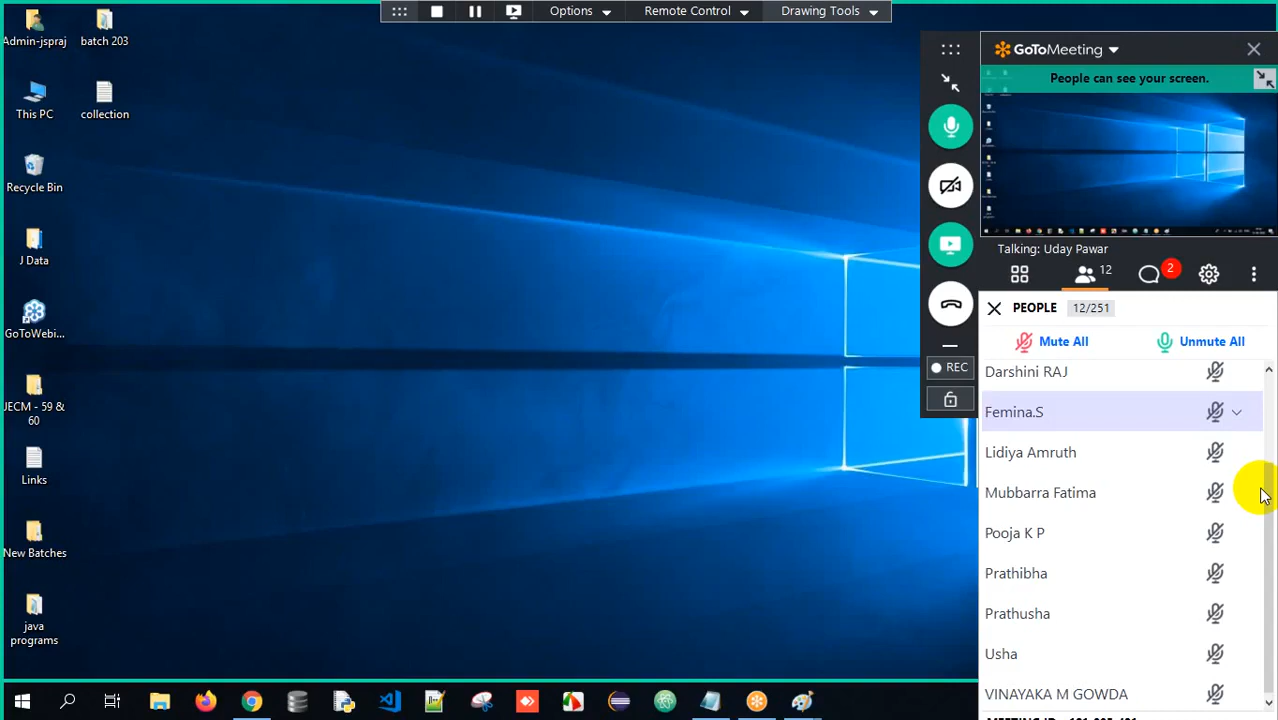 Options
Remote Control
Drawing Tools
Admin-jspraj
batch 203
This PC
collection
Recycle Bin
J Data
GoToWebi...
JECM - 59 &
60
Links
New Batches
java
programs
GoToMeeting
People can see your screen.
Talking: Uday Pawar
12
2
PEOPLE 12/251
Mute All
Unmute All
REC
Darshini RAJ
Femina.S
Lidiya Amruth
Mubbarra Fatima
Pooja K P
Prathibha
Prathusha
Usha
VINAYAKA M GOWDA